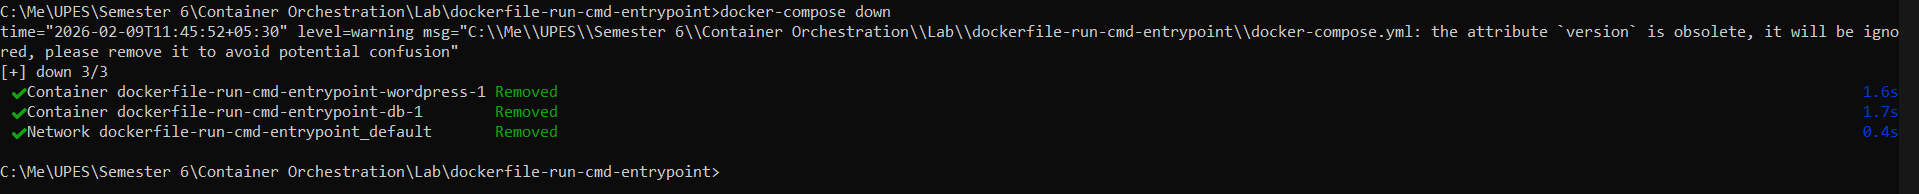 C:\Me\UPES\Semester 6\Container Orchestration\Lab\dockerfile-run-cmd-entrypoint>docker-compose down
time="2026-02-09T11:45:52+05:30" level=warning msg="C:\\Me\\UPES\\Semester 6\\Container Orchestration\\Lab\\dockerfile-run-cmd-entrypoint\\docker-compose.yml: the attribute `version` is obsolete, it will be igno
red, please remove it to avoid potential confusion"
[+] down 3/3
✔Container dockerfile-run-cmd-entrypoint-wordpress-1 Removed 1.6s
✔Container dockerfile-run-cmd-entrypoint-db-1 Removed 1.7s
✔Network dockerfile-run-cmd-entrypoint_default Removed 0.4s
C:\Me\UPES\Semester 6\Container Orchestration\Lab\dockerfile-run-cmd-entrypoint>